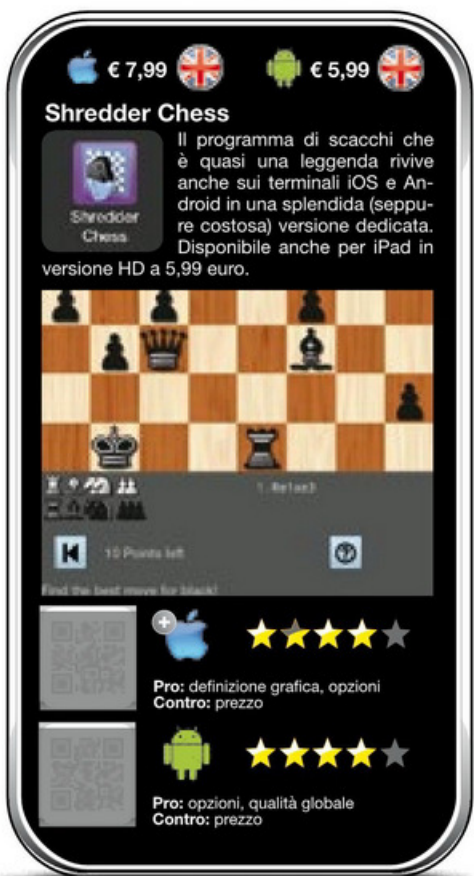 € 7,99 € 5,99
Shredder Chess
Shredder
Chess
Il programma di scacchi che
è quasi una leggenda rivive
anche sui terminali iOS e An-
droid in una splendida (seppu-
re costosa) versione dedicata.
Disponibile anche per iPad in
versione HD a 5,99 euro.
10 Points left
Find the best move for black!
Pro: definizione grafica, opzioni
Contro: prezzo
Pro: opzioni, qualità globale
Contro: prezzo